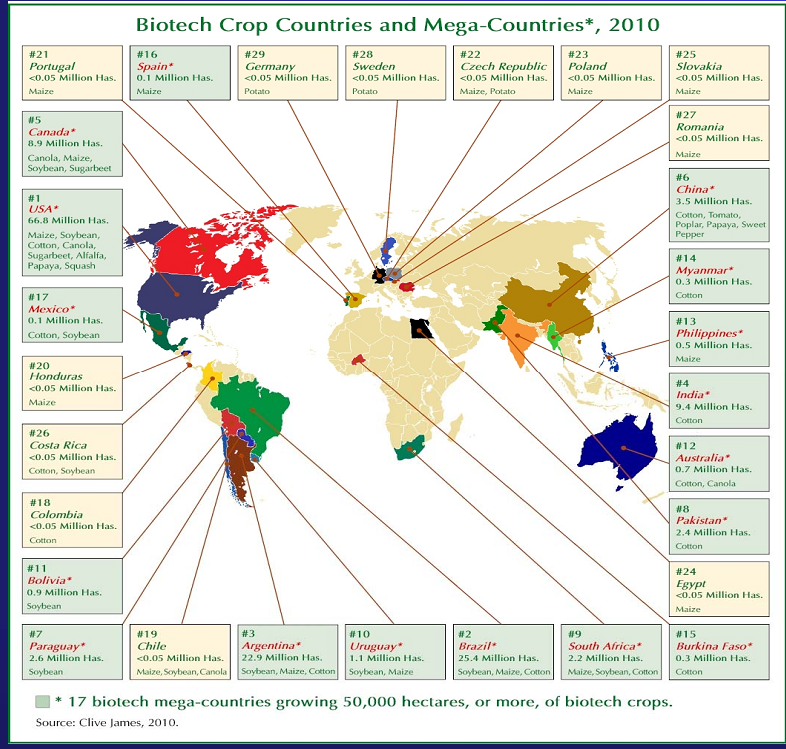 Biotech Crop Countries and Mega-Countries*, 2010
#21
Portugal
<0.05 Million Has.
Maize
#16
Spain*
0.1 Million Has.
Maize
#29
Germany
<0.05 Million Has.
Potato
#28
Sweden
<0.05 Million Has.
Potato
#22
Czech Republic
<0.05 Million Has.
Maize, Potato
#23
Poland
<0.05 Million Has.
Maize
#25
Slovakia
<0.05 Million Has.
Maize
#5
Canada*
8.9 Million Has.
Canola, Maize,
Soybean, Sugarbeet
#1
USA*
66.8 Million Has.
Maize, Soybean,
Cotton, Canola,
Sugarbeet, Alfalfa,
Papaya, Squash
#17
Mexico*
0.1 Million Has.
Cotton, Soybean
#20
Honduras
<0.05 Million Has.
Maize
#26
Costa Rica
<0.05 Million Has.
Cotton, Soybean
#18
Colombia
<0.05 Million Has.
Cotton
#11
Bolivia*
0.9 Million Has.
Soybean
#27
Romania
<0.05 Million Has.
Maize
#6
China*
3.5 Million Has.
Cotton, Tomato,
Poplar, Papaya, Sweet
Pepper
#14
Myanmar*
0.3 Million Has.
Cotton
#13
Philippines*
0.5 Million Has.
Maize
#4
India*
9.4 Million Has.
Cotton
#12
Australia*
0.7 Million Has.
Cotton, Canola
#8
Pakistan*
2.4 Million Has.
Cotton
#24
Egypt
<0.05 Million Has.
Maize
#7
Paraguay*
2.6 Million Has.
Soybean
#19
Chile
<0.05 Million Has.
Maize, Soybean, Canola
#3
Argentina*
22.9 Million Has.
Soybean, Maize, Cotton
#10
Uruguay*
1.1 Million Has.
Soybean, Maize
#2
Brazil*
25.4 Million Has.
Soybean, Maize, Cotton
#9
South Africa*
2.2 Million Has.
Maize, Soybean, Cotton
#15
Burkina Faso*
0.3 Million Has.
Cotton
* 17 biotech mega-countries growing 50,000 hectares, or more, of biotech crops.
Source: Clive James, 2010.